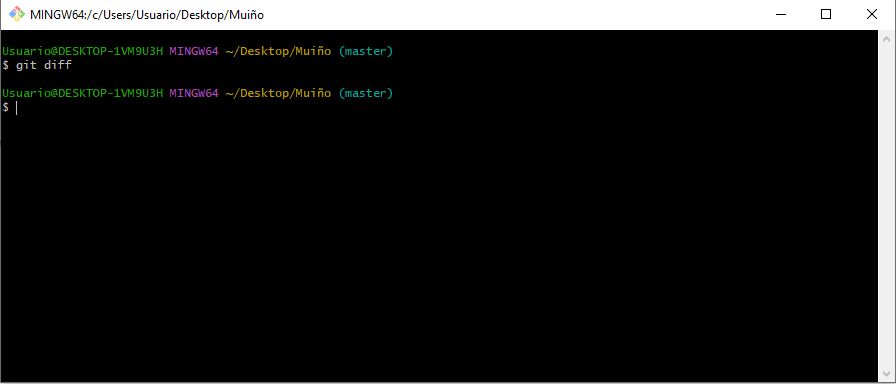 MINGW64:/c/Users/Usuario/Desktop/Muiño
Usuario@DESKTOP-1VM9U3H MINGW64 ~/Desktop/Muiño (master)
$ git diff
Usuario@DESKTOP-1VM9U3H MINGW64 ~/Desktop/Muiño (master)
$